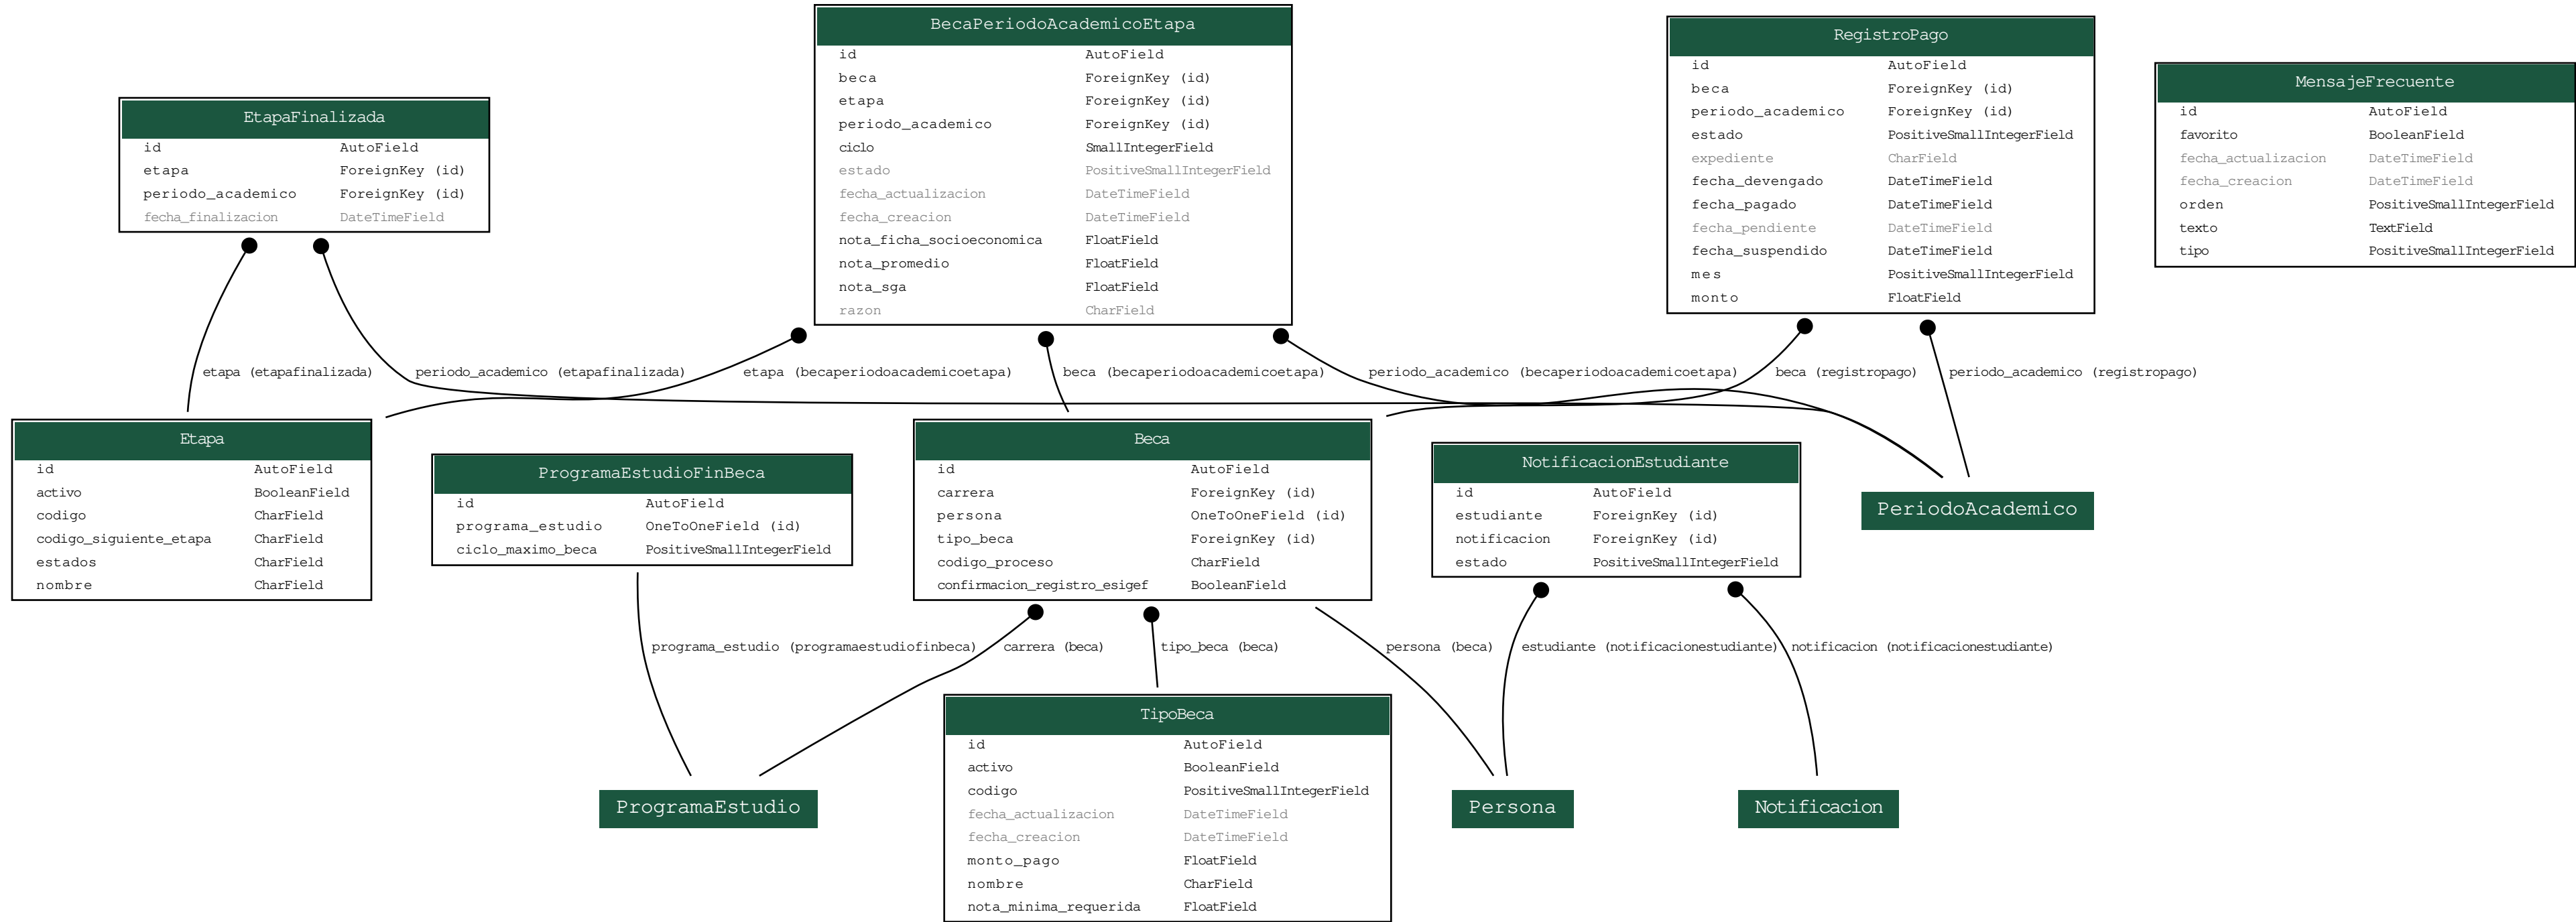 BecaPeriodoAcademicoEtapa
id AutoField
beca ForeignKey (id)
etapa ForeignKey (id)
periodo_academico ForeignKey (id)
ciclo SmallIntegerField
estado PositiveSmallIntegerField
fecha_actualizacion DateTimeField
fecha_creacion DateTimeField
nota_ficha_socioeconomica FloatField
nota_promedio FloatField
nota_sga FloatField
razon CharField
RegistroPago
id AutoField
beca ForeignKey (id)
periodo_academico ForeignKey (id)
estado PositiveSmallIntegerField
expediente CharField
fecha_devengado DateTimeField
fecha_pagado DateTimeField
fecha_pendiente DateTimeField
fecha_suspendido DateTimeField
mes PositiveSmallIntegerField
monto FloatField
MensajeFrecuente
id AutoField
favorito BooleanField
fecha_actualizacion DateTimeField
fecha_creacion DateTimeField
orden PositiveSmallIntegerField
texto TextField
tipo PositiveSmallIntegerField
EtapaFinalizada
id AutoField
etapa ForeignKey (id)
periodo_academico ForeignKey (id)
fecha_finalizacion DateTimeField
etapa (etapafinalizada)
periodo_academico (etapafinalizada)
etapa (becaperiodoacademicoetapa)
beca (becaperiodoacademicoetapa)
periodo_academico (becaperiodoacademicoetapa)
beca (registropago)
periodo_academico (registropago)
Etapa
id AutoField
activo BooleanField
codigo CharField
codigo_siguiente_etapa CharField
estados CharField
nombre CharField
ProgramaEstudioFinBeca
id AutoField
programa_estudio OneToOneField (id)
ciclo_maximo_beca PositiveSmallIntegerField
Beca
id AutoField
carrera ForeignKey (id)
persona OneToOneField (id)
tipo_beca ForeignKey (id)
codigo_proceso CharField
confirmacion_registro_esigef BooleanField
NotificacionEstudiante
id AutoField
estudiante ForeignKey (id)
notificacion ForeignKey (id)
estado PositiveSmallIntegerField
PeriodoAcademico
programa_estudio (programaestudiofinbeca)
carrera (beca)
tipo_beca (beca)
persona (beca)
estudiante (notificacionestudiante)
notificacion (notificacionestudiante)
TipoBeca
id AutoField
activo BooleanField
codigo PositiveSmallIntegerField
fecha_actualizacion DateTimeField
fecha_creacion DateTimeField
monto_pago FloatField
nombre CharField
nota_minima_requerida FloatField
ProgramaEstudio
Persona
Notificacion